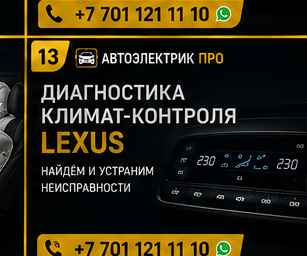 +7 701 121 11 10
13 АВТОЭЛЕКТРИК ПРО
ДИАГНОСТИКА
КЛИМАТ-КОНТРОЛЯ
LEXUS
НАЙДЁМ И УСТРАНИМ
НЕИСПРАВНОСТИ
230 230
+7 701 121 11 10